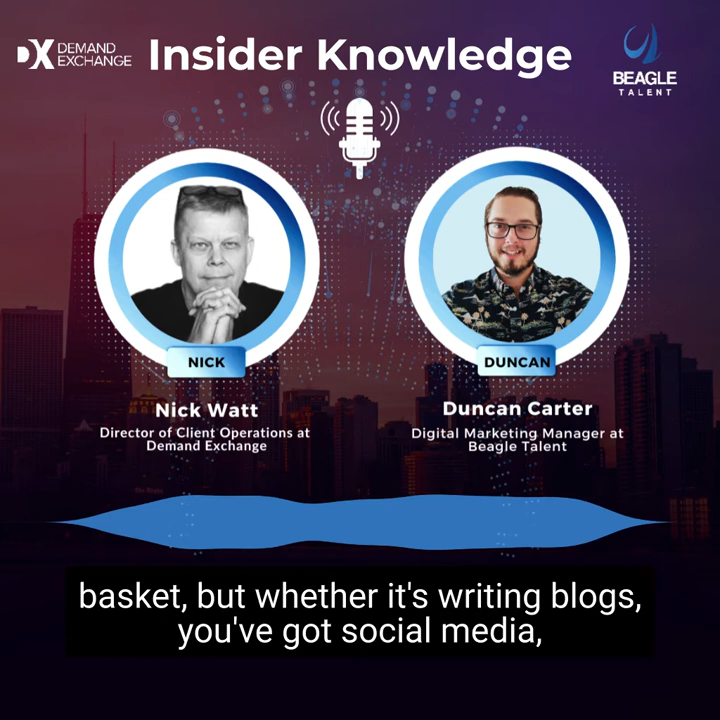 DX DEMAND
EXCHANGE
Insider Knowledge
BEAGLE
TALENT
NICK
DUNCAN
Nick Watt
Director of Client Operations at
Demand Exchange
Duncan Carter
Digital Marketing Manager at
Beagle Talent
basket, but whether it's writing blogs,
you've got social media,